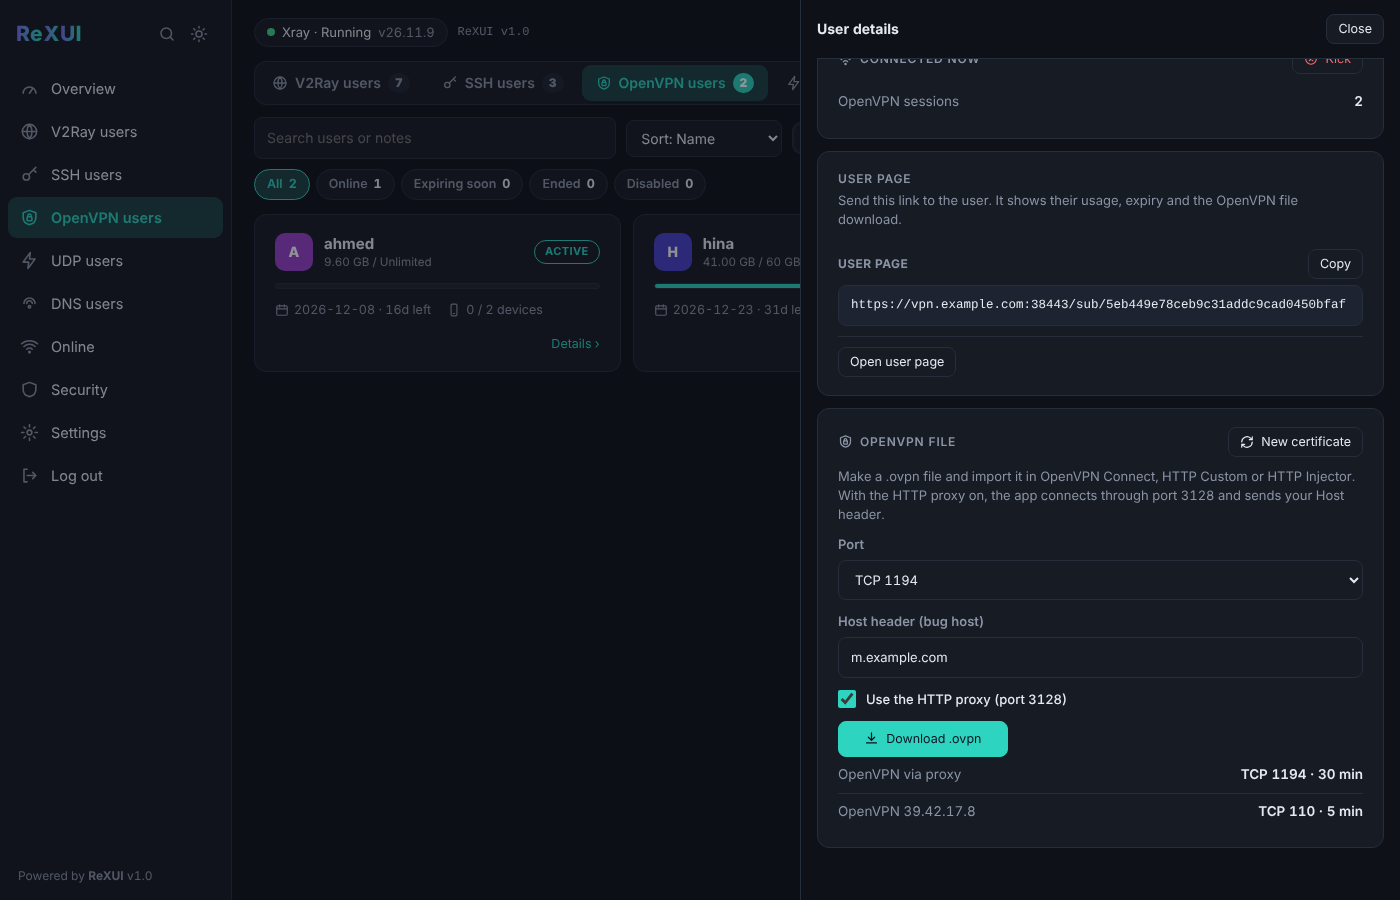 ReXUI
Overview
V2Ray users
SSH users
OpenVPN users
UDP users
DNS users
Online
Security
Settings
Log out
Powered by ReXUI v1.0
Xray · Running v26.11.9
ReXUI v1.0
V2Ray users 7
SSH users 3
OpenVPN users 2
Search users or notes
Sort: Name
All 2
Online 1
Expiring soon 0
Ended 0
Disabled 0
A
ahmed
9.60 GB / Unlimited
ACTIVE
2026-12-08 · 16d left
0 / 2 devices
Details ›
H
hina
41.00 GB / 60 GB
2026-12-23 · 31d le
User details
Close
CONNECTED NOW
Kick
OpenVPN sessions
2
USER PAGE
Send this link to the user. It shows their usage, expiry and the OpenVPN file
download.
USER PAGE
Copy
https://vpn.example.com:38443/sub/5eb449e78ceb9c31addc9cad0450bfaf
Open user page
OPENVPN FILE
New certificate
Make a .ovpn file and import it in OpenVPN Connect, HTTP Custom or HTTP Injector.
With the HTTP proxy on, the app connects through port 3128 and sends your Host
header.
Port
TCP 1194
Host header (bug host)
m.example.com
Use the HTTP proxy (port 3128)
Download .ovpn
OpenVPN via proxy
TCP 1194 · 30 min
OpenVPN 39.42.17.8
TCP 110 · 5 min